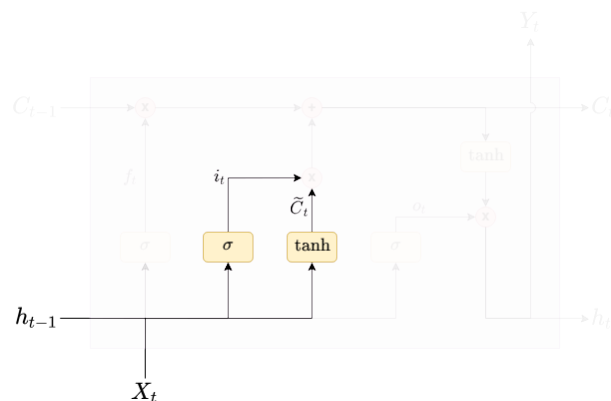 Y_t
C_{t-1} x + C_t
tanh
f_t i_t x
C̃_t o_t x
σ σ tanh σ
h_{t-1} h_t
X_t